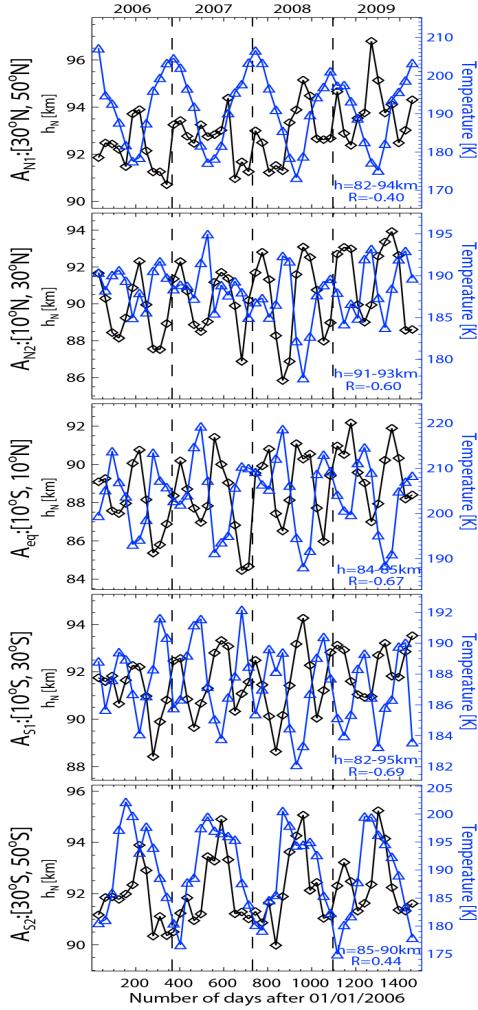 2006 2007 2008 2009
A_N1:[30°N, 50°N]
h_N [km]
96
94
92
90
210
200
190
180
170
Temperature [K]
h=82-94km
R=-0.40
A_N2:[10°N, 30°N]
h_N [km]
94
92
90
88
86
195
190
185
180
Temperature [K]
h=91-93km
R=-0.60
A_eq:[10°S, 10°N]
h_N [km]
92
90
88
86
84
220
210
200
190
Temperature [K]
h=84-85km
R=-0.67
A_S1:[10°S, 30°S]
h_N [km]
94
92
90
88
192
190
188
186
184
182
Temperature [K]
h=82-95km
R=-0.69
A_S2:[30°S, 50°S]
h_N [km]
96
94
92
90
205
200
195
190
185
180
175
Temperature [K]
h=85-90km
R=0.44
200 400 600 800 1000 1200 1400
Number of days after 01/01/2006